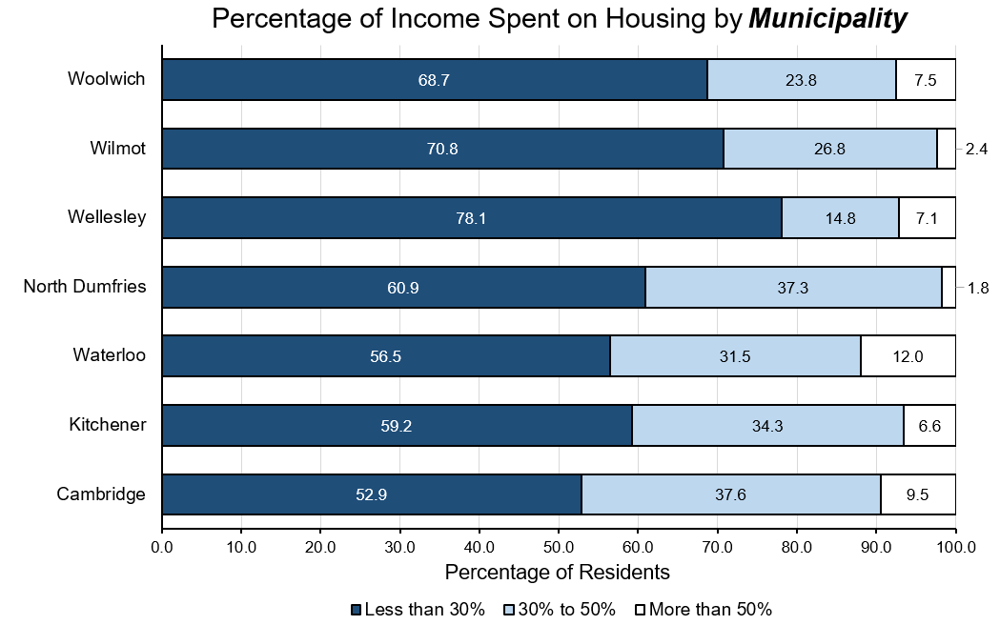 Percentage of Income Spent on Housing by Municipality
Woolwich 68.7 23.8 7.5
Wilmot 70.8 26.8 2.4
Wellesley 78.1 14.8 7.1
North Dumfries 60.9 37.3 1.8
Waterloo 56.5 31.5 12.0
Kitchener 59.2 34.3 6.6
Cambridge 52.9 37.6 9.5
0.0 10.0 20.0 30.0 40.0 50.0 60.0 70.0 80.0 90.0 100.0
Percentage of Residents
Less than 30% 30% to 50% More than 50%